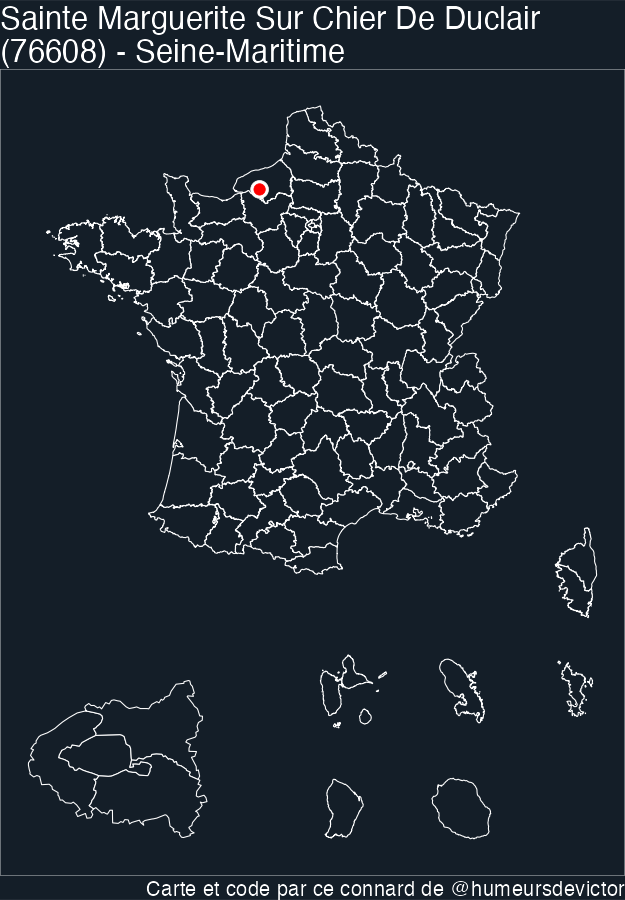 Sainte Marguerite Sur Chier De Duclair
(76608) - Seine-Maritime
Carte et code par ce connard de @humeursdevictor